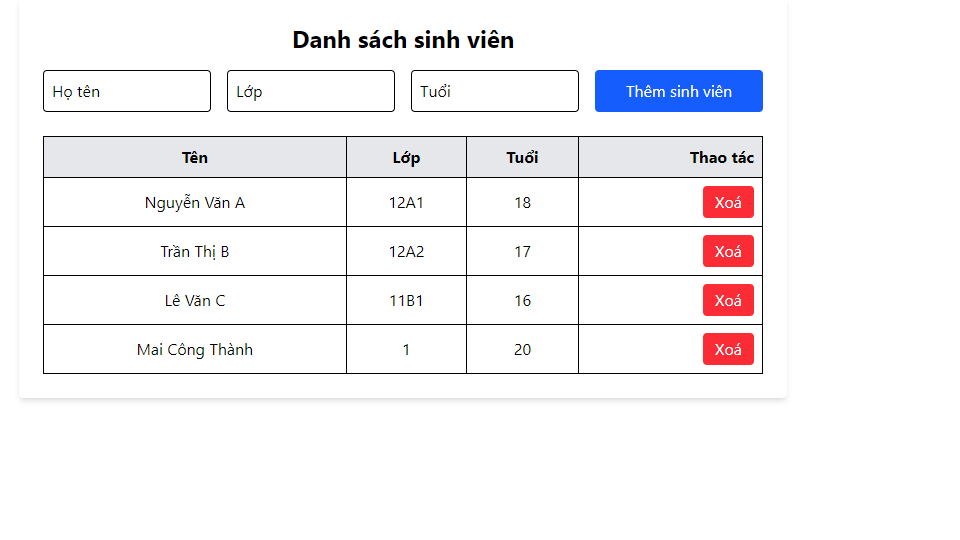 Danh sách sinh viên
Họ tên Lớp Tuổi Thêm sinh viên
Tên Lớp Tuổi Thao tác
Nguyễn Văn A 12A1 18 Xoá
Trần Thị B 12A2 17 Xoá
Lê Văn C 11B1 16 Xoá
Mai Công Thành 1 20 Xoá